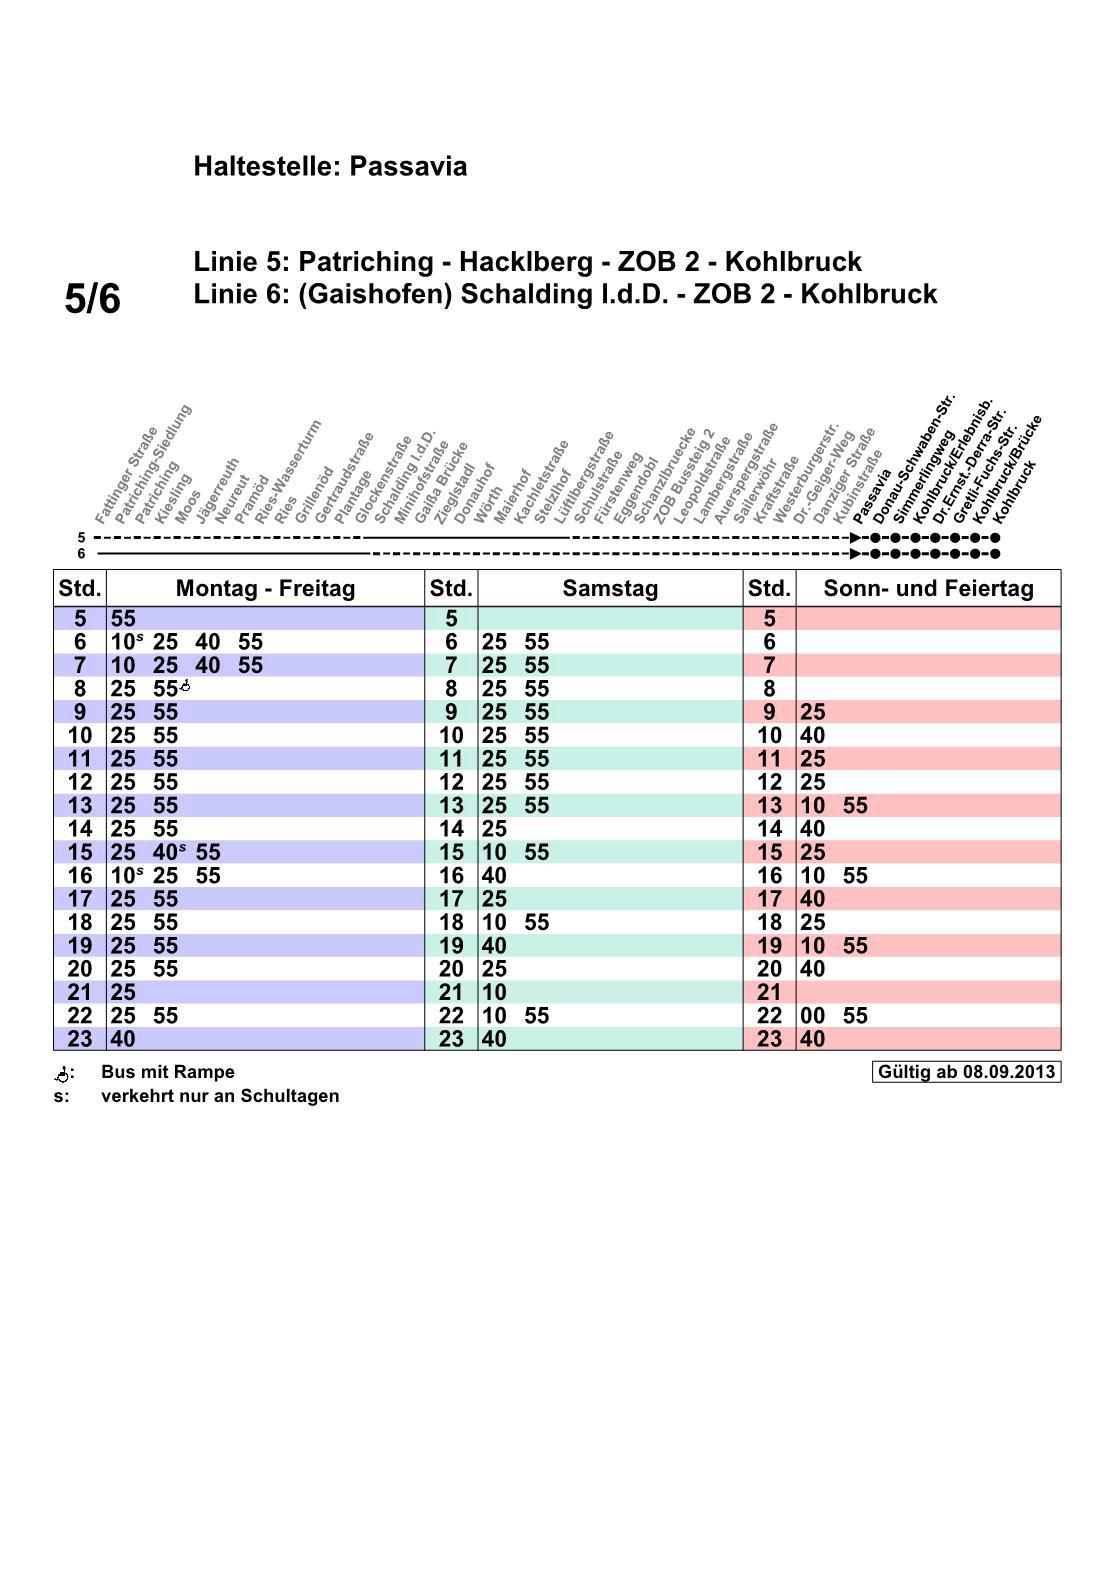 Haltestelle: Passavia
Linie 5: Patriching - Hacklberg - ZOB 2 - Kohlbruck
5/6
Linie 6: (Gaishofen) Schalding l.d.D. - ZOB 2 - Kohlbruck
Fattinger Straße
Patriching-Siedlung
Patriching
Kiesling
Moos
Jägerreuth
Neureut
Pramöd
Ries-Wasserturm
Ries
Grillenöd
Gertraudstraße
Plantage
Glockenstraße
Schalding l.d.D.
Minihofstraße
Gaißa Brücke
Zieglstadl
Donauhof
Wörth
Maierhof
Kachletstraße
Stelzlhof
Lüftlbergstraße
Schulstraße
Fürstenweg
Eggendobl
Schanzlbruecke
ZOB Bussteig 2
Leopoldstraße
Lambergstraße
Auerspergstraße
Sailerwöhr
Kraftstraße
Westerburgerstr.
Dr.-Geiger-Weg
Danziger Straße
Kubinstraße
Passavia
Donau-Schwaben-Str.
Simmerlingweg
Kohlbruck/Erlebnisb.
Dr.Ernst.-Derra-Str.
Gretl-Fuchs-Str.
Kohlbruck/Brücke
Kohlbruck
5
6
Std. Montag - Freitag Std. Samstag Std. Sonn- und Feiertag
5 55 5 5
6 10s 25 40 55 6 25 55 6
7 10 25 40 55 7 25 55 7
8 25 55 8 25 55 8
9 25 55 9 25 55 9 25
10 25 55 10 25 55 10 40
11 25 55 11 25 55 11 25
12 25 55 12 25 55 12 25
13 25 55 13 25 55 13 10 55
14 25 55 14 25 14 40
15 25 40s 55 15 10 55 15 25
16 10s 25 55 16 40 16 10 55
17 25 55 17 25 17 40
18 25 55 18 10 55 18 25
19 25 55 19 40 19 10 55
20 25 55 20 25 20 40
21 25 21 10 21
22 25 55 22 10 55 22 00 55
23 40 23 40 23 40
: Bus mit Rampe Gültig ab 08.09.2013
s: verkehrt nur an Schultagen